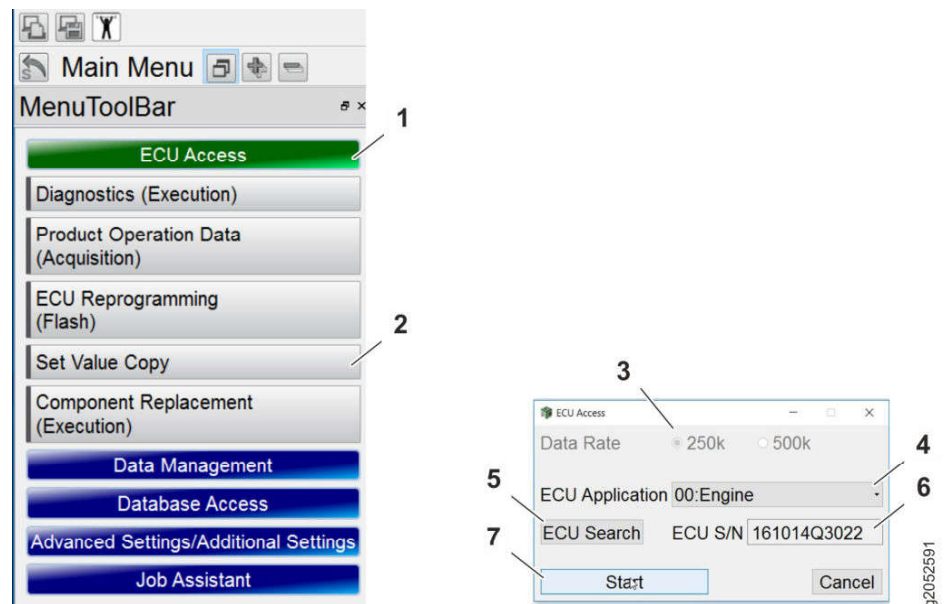 Main Menu
MenuToolBar
1
ECU Access
Diagnostics (Execution)
Product Operation Data
(Acquisition)
ECU Reprogramming
(Flash)
2
Set Value Copy
Component Replacement
(Execution)
Data Management
Database Access
Advanced Settings/Additional Settings
Job Assistant
3
ECU Access
Data Rate 250k 500k
4
ECU Application 00:Engine
5
6
ECU Search ECU S/N 161014Q3022
7
Start Cancel
g2052591